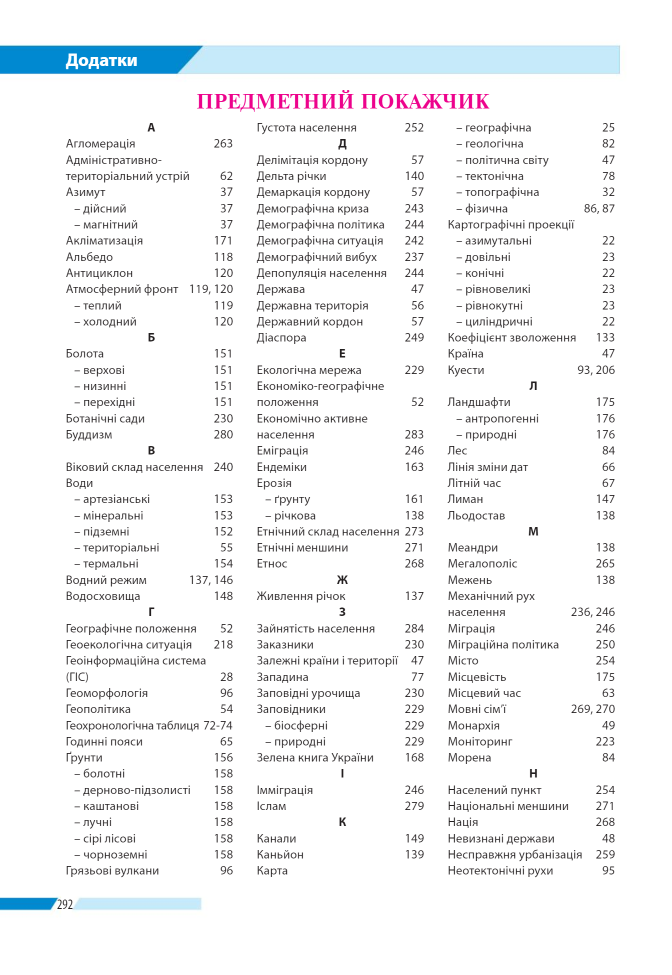 Додатки
ПРЕДМЕТНИЙ ПОКАЖЧИК
А
Агломерація 263
Адміністративно-
територіальний устрій 62
Азимут 37
– дійсний 37
– магнітний 37
Акліматизація 171
Альбедо 118
Антициклон 120
Атмосферний фронт 119, 120
– теплий 119
– холодний 120
Б
Болота 151
– верхові 151
– низинні 151
– перехідні 151
Ботанічні сади 230
Буддизм 280
В
Віковий склад населення 240
Води
– артезіанські 153
– мінеральні 153
– підземні 152
– територіальні 55
– термальні 154
Водний режим 137, 146
Водосховища 148
Г
Географічне положення 52
Геоекологічна ситуація 218
Геоінформаційна система
(ГІС) 28
Геоморфологія 96
Геополітика 54
Геохронологічна таблиця 72-74
Годинні пояси 65
Ґрунти 156
– болотні 158
– дерново-підзолисті 158
– каштанові 158
– лучні 158
– сірі лісові 158
– чорноземні 158
Грязьові вулкани 96
Густота населення 252
Д
Делімітація кордону 57
Дельта річки 140
Демаркація кордону 57
Демографічна криза 243
Демографічна політика 244
Демографічна ситуація 242
Демографічний вибух 237
Депопуляція населення 244
Держава 47
Державна територія 56
Державний кордон 57
Діаспора 249
Е
Екологічна мережа 229
Економіко-географічне
положення 52
Економічно активне
населення 283
Еміграція 246
Ендеміки 163
Ерозія
– ґрунту 161
– річкова 138
Етнічний склад населення 273
Етнічні меншини 271
Етнос 268
Ж
Живлення річок 137
З
Зайнятість населення 284
Заказники 230
Залежні країни і території 47
Западина 77
Заповідні урочища 230
Заповідники 229
– біосферні 229
– природні 229
Зелена книга України 168
І
Імміграція 246
Іслам 279
К
Канали 149
Каньйон 139
Карта
– географічна 25
– геологічна 82
– політична світу 47
– тектонічна 78
– топографічна 32
– фізична 86, 87
Картографічні проекції
– азимутальні 22
– довільні 23
– конічні 22
– рівновеликі 23
– рівнокутні 23
– циліндричні 22
Коефіцієнт зволоження 133
Країна 47
Куести 93, 206
Л
Ландшафти 175
– антропогенні 176
– природні 176
Лес 84
Лінія зміни дат 66
Літній час 67
Лиман 147
Льодостав 138
М
Меандри 138
Мегалополіс 265
Межень 138
Механічний рух
населення 236, 246
Міграція 246
Міграційна політика 250
Місто 254
Місцевість 175
Місцевий час 63
Мовні сім’ї 269, 270
Монархія 49
Моніторинг 223
Морена 84
Н
Населений пункт 254
Національні меншини 271
Нація 268
Невизнані держави 48
Несправжня урбанізація 259
Неотектонічні рухи 95
292